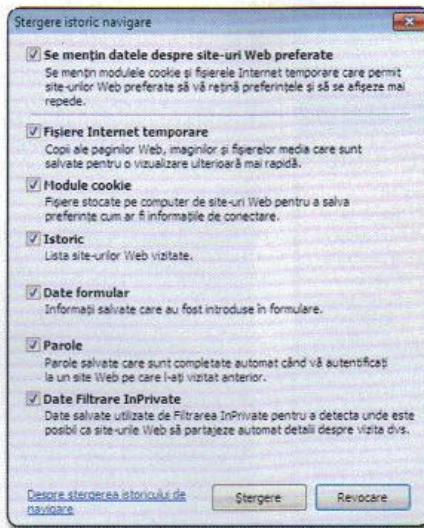 Ștergere istoric navigare
Se mențin datele despre site-uri Web preferate
Se mențin modulele cookie și fișierele Internet temporare care permit
site-urilor Web preferate să vă rețină preferințele și să se afișeze mai
repede.
Fișiere Internet temporare
Copii ale paginilor Web, imaginilor și fișierelor media care sunt
salvate pentru o vizualizare ulterioară mai rapidă.
Module cookie
Fișiere stocate pe computer de site-uri Web pentru a salva
preferințe cum ar fi informațiile de conectare.
Istoric
Lista site-urilor Web vizitate.
Date formular
Informații salvate care au fost introduse în formulare.
Parole
Parole salvate care sunt completate automat când vă autentificați
la un site Web pe care l-ați vizitat anterior.
Date Filtrare InPrivate
Date salvate utilizate de Filtrarea InPrivate pentru a detecta unde este
posibil ca site-urile Web să partajeze automat detalii despre vizita dvs.
Despre ștergerea istoricului de
navigare
Ștergere
Revocare